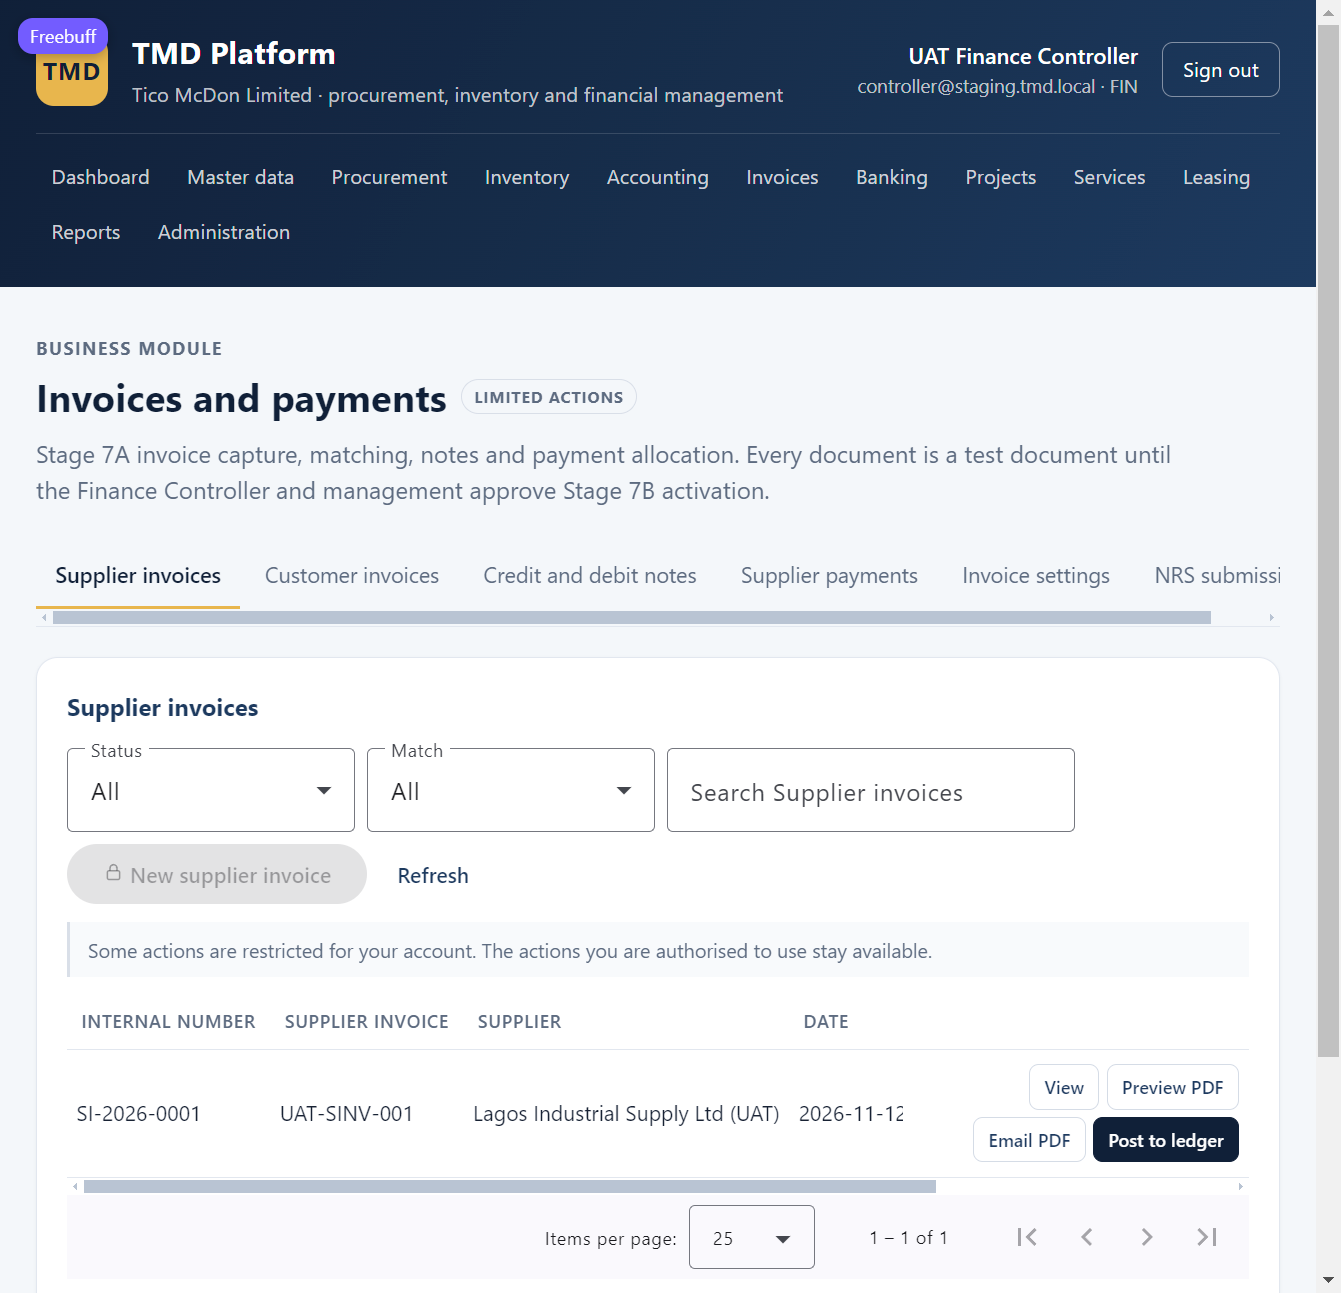 Freebuff
TMD
TMD Platform
Tico McDon Limited · procurement, inventory and financial management
UAT Finance Controller
controller@staging.tmd.local · FIN
Sign out
Dashboard Master data Procurement Inventory Accounting Invoices Banking Projects Services Leasing
Reports Administration
BUSINESS MODULE
Invoices and payments LIMITED ACTIONS
Stage 7A invoice capture, matching, notes and payment allocation. Every document is a test document until
the Finance Controller and management approve Stage 7B activation.
Supplier invoices Customer invoices Credit and debit notes Supplier payments Invoice settings NRS submissi
Supplier invoices
Status Match
All All Search Supplier invoices
New supplier invoice Refresh
Some actions are restricted for your account. The actions you are authorised to use stay available.
INTERNAL NUMBER SUPPLIER INVOICE SUPPLIER DATE
SI-2026-0001 UAT-SINV-001 Lagos Industrial Supply Ltd (UAT) 2026-11-12
View Preview PDF
Email PDF Post to ledger
Items per page: 25 1 – 1 of 1